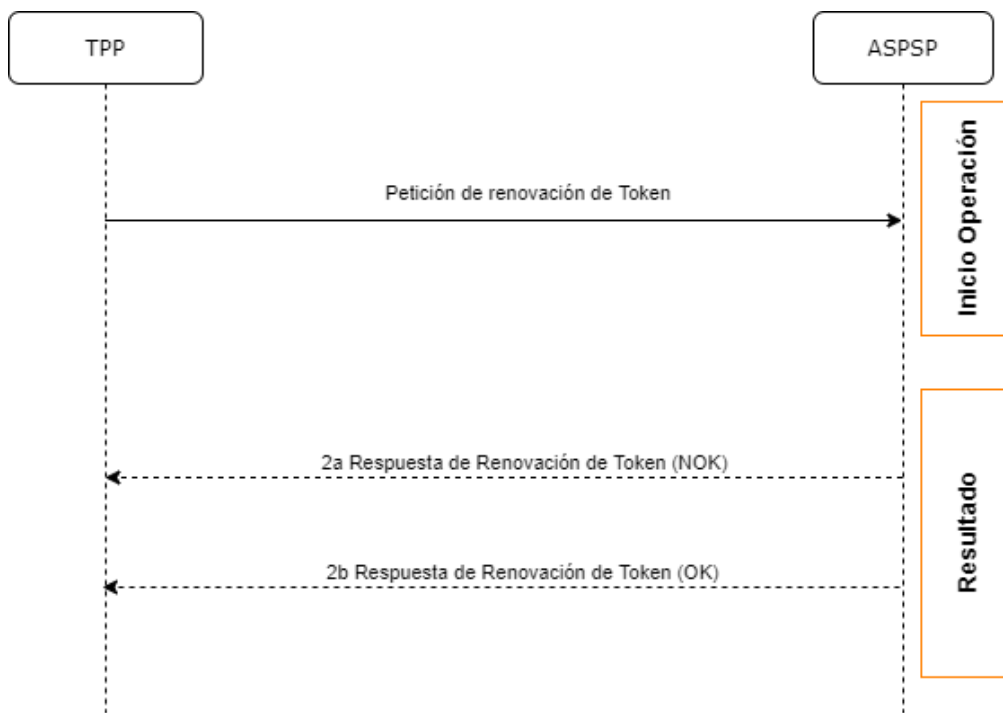 TPP
ASPSP
Inicio Operación
Petición de renovación de Token
2a Respuesta de Renovación de Token (NOK)
Resultado
2b Respuesta de Renovación de Token (OK)